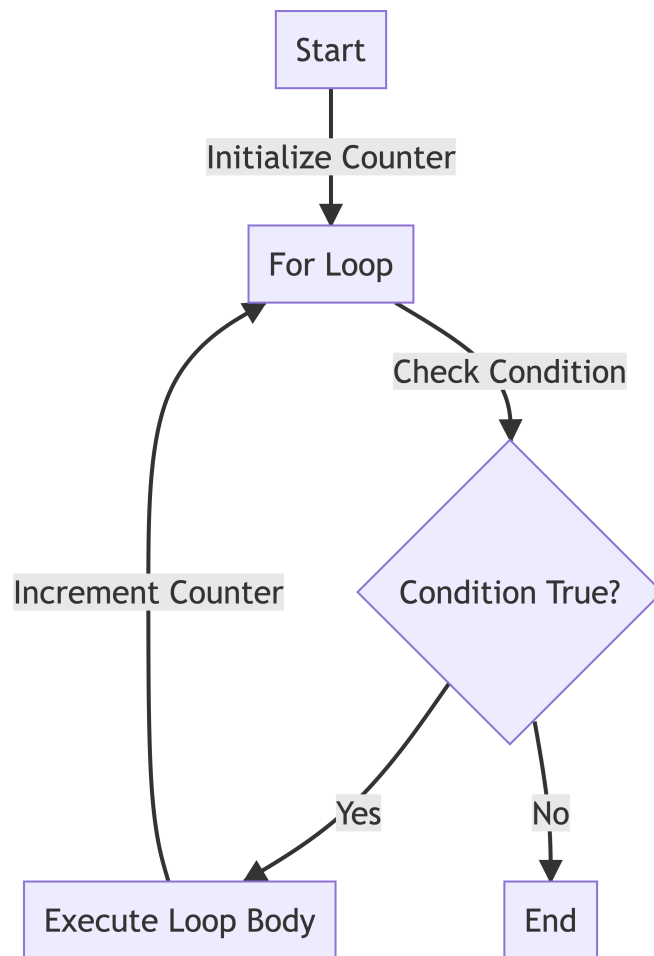 Start
Initialize Counter
For Loop
Check Condition
Condition True?
Increment Counter
Yes
No
Execute Loop Body
End